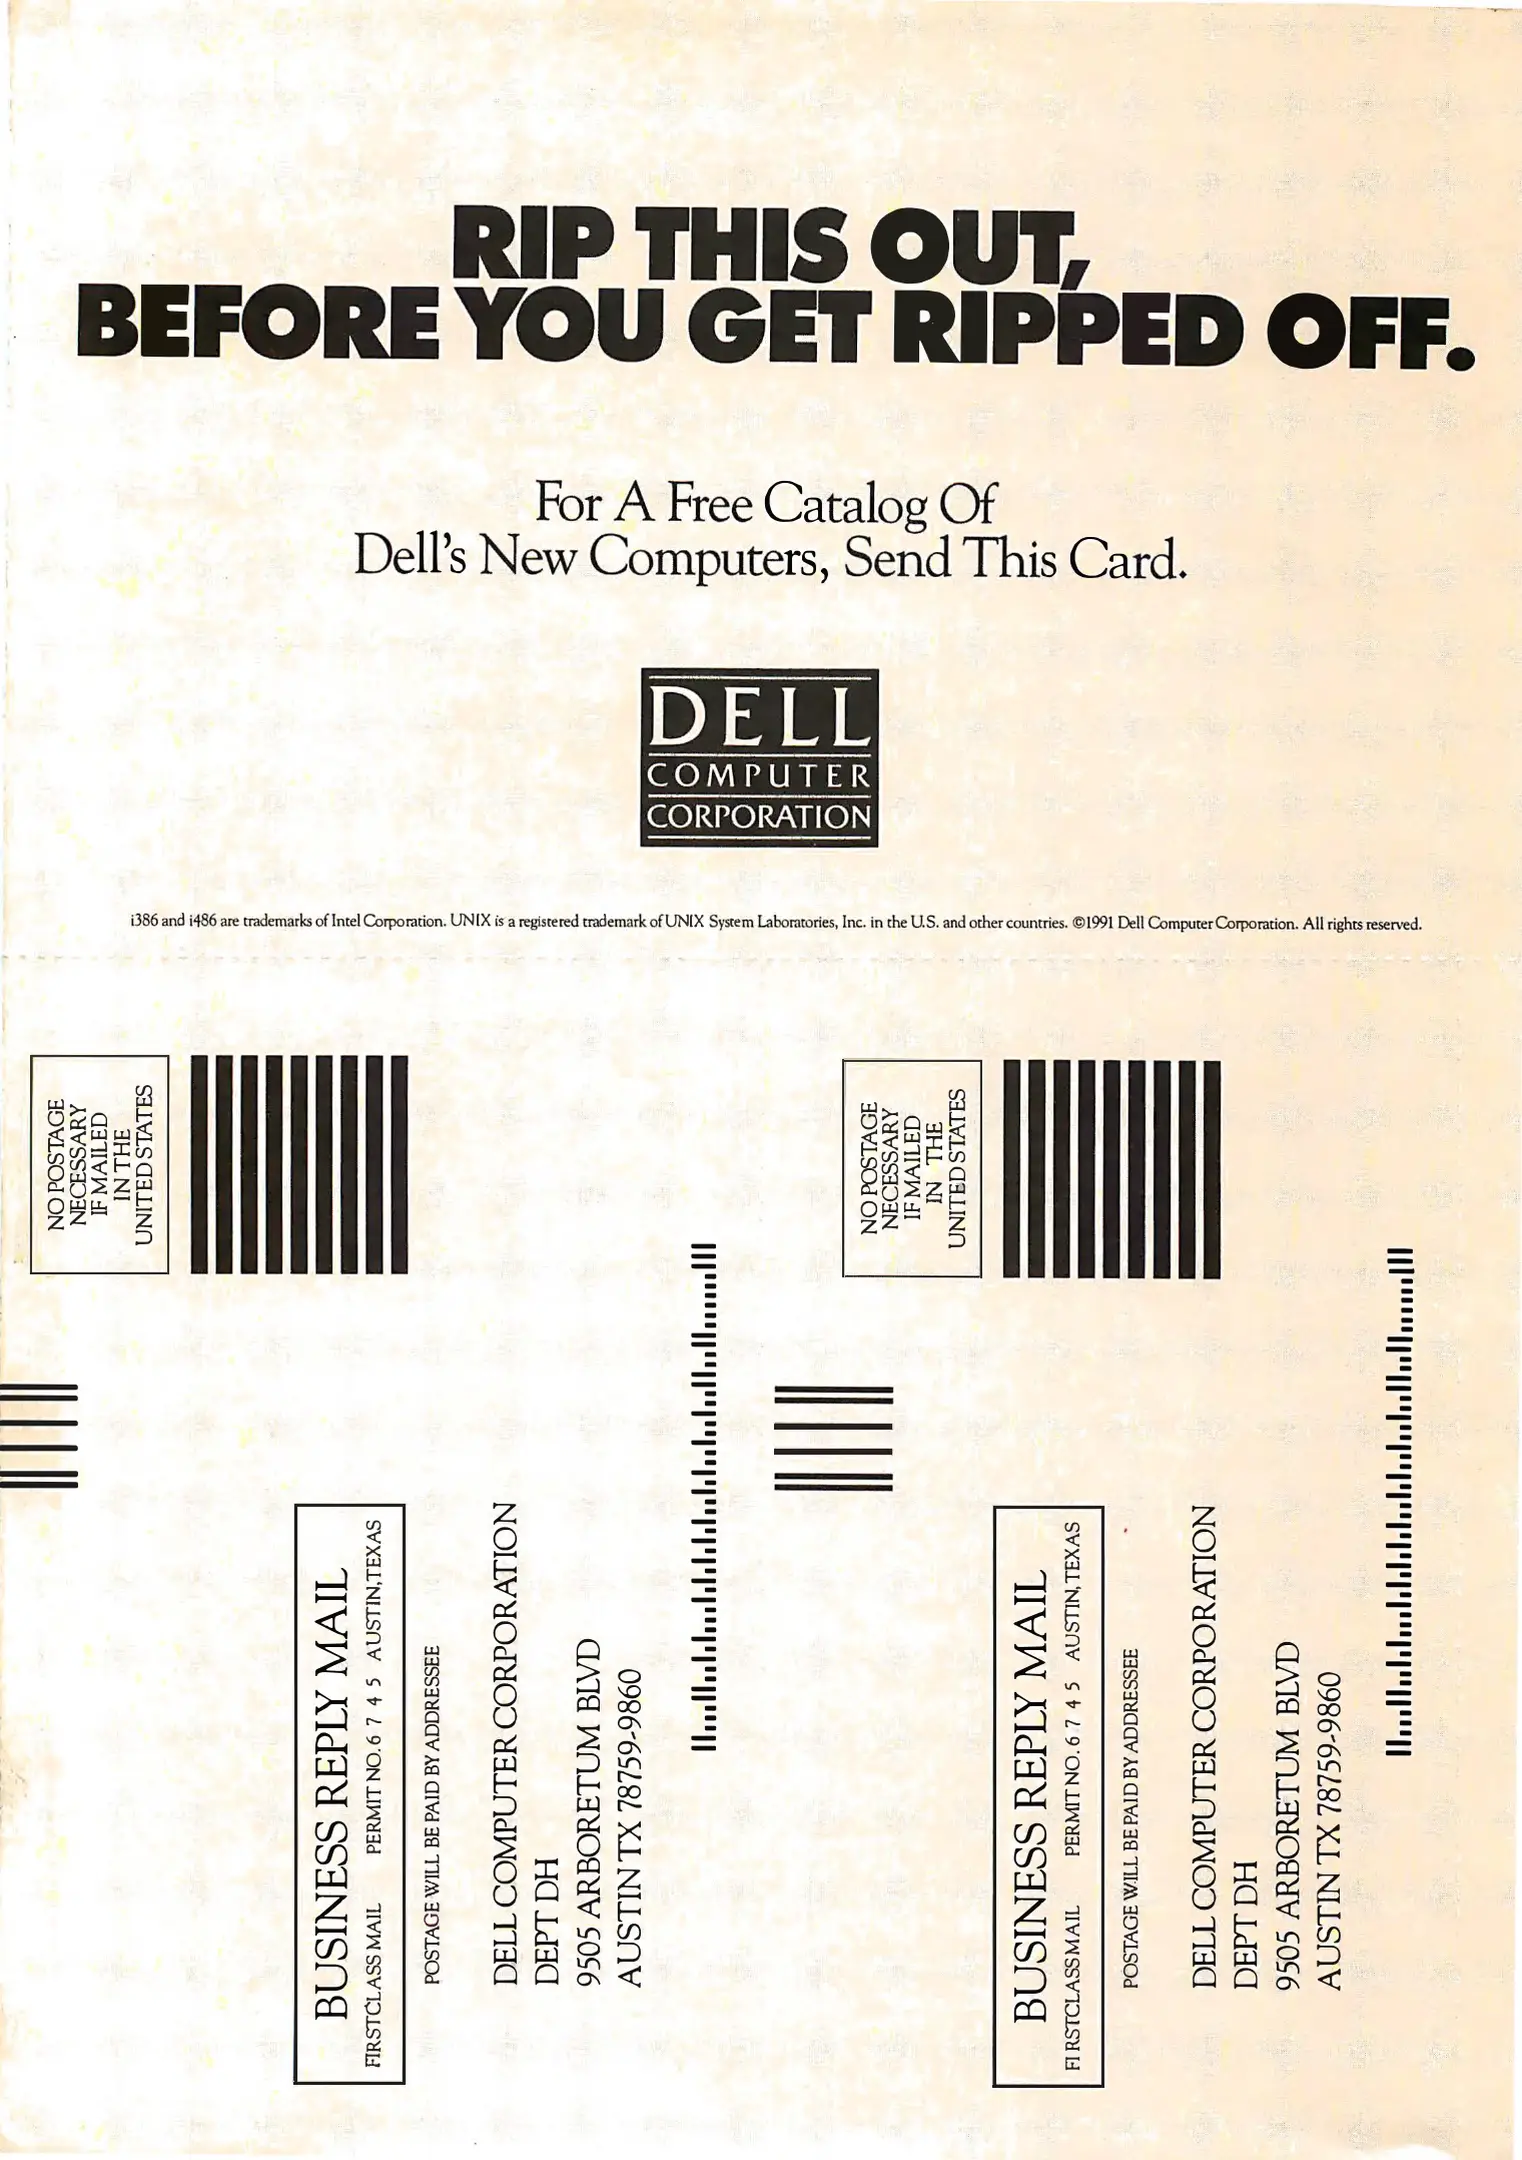 RIP THIS OUT,
BEFORE YOU GET RIPPED OFF.
For A Free Catalog Of
Dell's New Computers, Send This Card.
DELL
COMPUTER
CORPORATION
i386 and i486 are trademarks of Intel Corporation. UNIX is a registered trademark of UNIX System Laboratories, Inc. in the U.S. and other countries. ©1991 Dell Computer Corporation. All rights reserved.
NO POSTAGE
NECESSARY
IF MAILED
IN THE
UNITED STATES
BUSINESS REPLY MAIL
FIRST CLASS MAIL PERMIT NO. 6 7 4 5 AUSTIN, TEXAS
POSTAGE WILL BE PAID BY ADDRESSEE
DELL COMPUTER CORPORATION
DEPT DH
9505 ARBORETUM BLVD
AUSTIN TX 78759-9860
NO POSTAGE
NECESSARY
IF MAILED
IN THE
UNITED STATES
BUSINESS REPLY MAIL
FIRST CLASS MAIL PERMIT NO. 6 7 4 5 AUSTIN, TEXAS
POSTAGE WILL BE PAID BY ADDRESSEE
DELL COMPUTER CORPORATION
DEPT DH
9505 ARBORETUM BLVD
AUSTIN TX 78759-9860